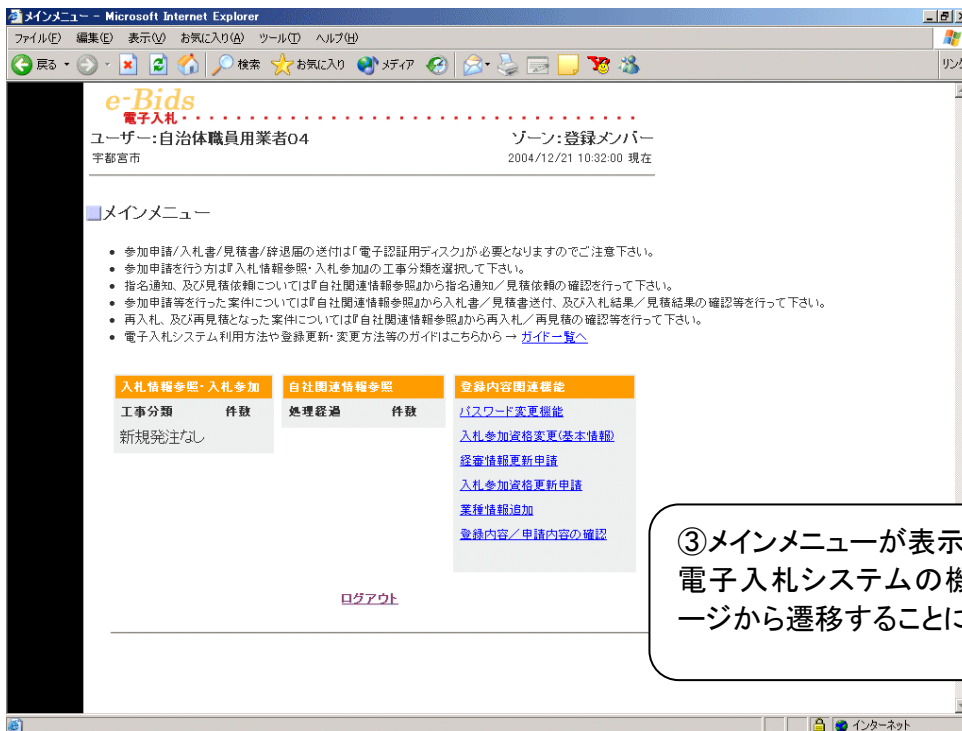 メインメニュー - Microsoft Internet Explorer
ファイル(F) 編集(E) 表示(V) お気に入り(A) ツール(T) ヘルプ(H)
戻る 検索 お気に入り メディア
e-Bids
電子入札
ユーザー:自治体職員用業者04 ゾーン:登録メンバー
宇都宮市 2004/12/21 10:32:00 現在
メインメニュー
● 参加申請/入札書/見積書/辞退届の送付は「電子認証用ディスク」が必要となりますのでご注意下さい。
● 参加申請を行う方は『入札情報参照・入札参加』の工事分類を選択して下さい。
● 指名通知、及び見積依頼については『自社関連情報参照』から指名通知/見積依頼の確認を行って下さい。
● 参加申請等を行った案件については『自社関連情報参照』から入札書/見積書送付、及び入札結果/見積結果の確認等を行って下さい。
● 再入札、及び再見積となった案件については『自社関連情報参照』から再入札/再見積の確認等を行って下さい。
● 電子入札システム利用方法や登録更新・変更方法等のガイドはこちらから → ガイド一覧へ
入札情報参照・入札参加 自社関連情報参照 登録内容関連機能
工事分類 件数 処理経過 件数 パスワード変更機能
新規発注なし 入札参加資格変更(基本情報)
経審情報更新申請
入札参加資格更新申請
業種情報追加
登録内容/申請内容の確認
③メインメニューが表示
電子入札システムの機
ージから遷移することに
ログアウト
インターネット